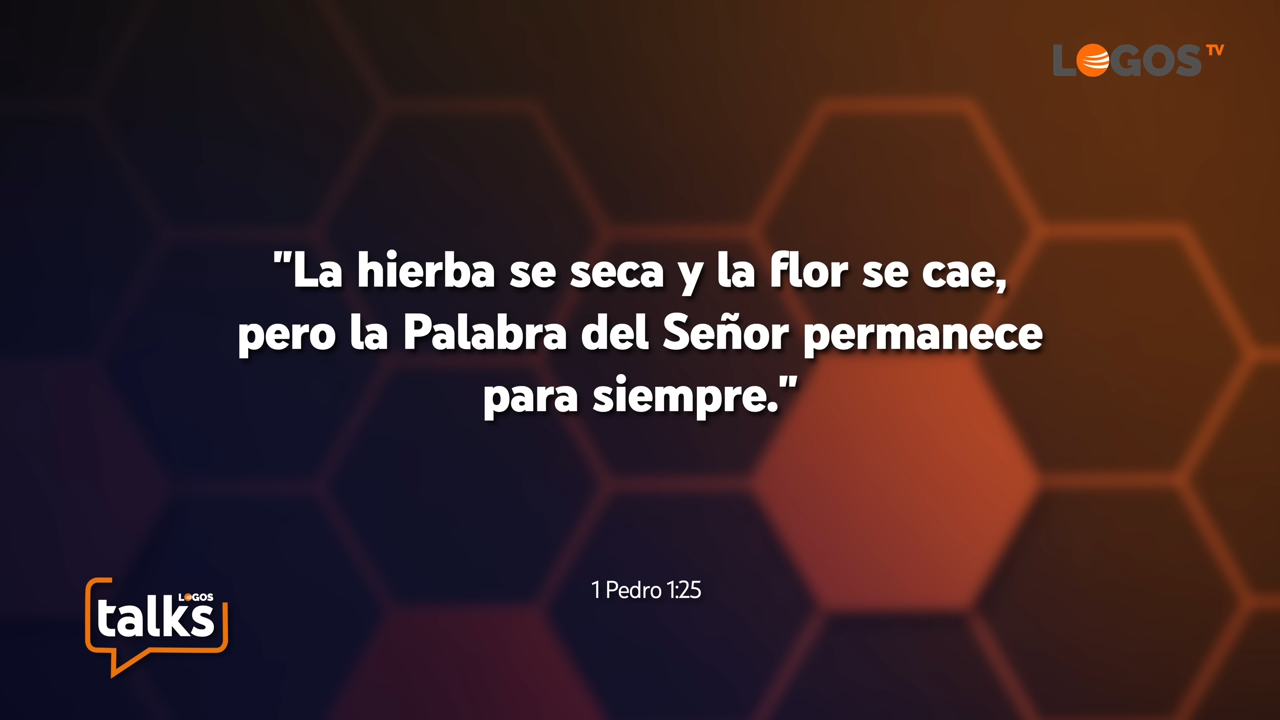 LOGOS TV
"La hierba se seca y la flor se cae,
pero la Palabra del Señor permanece
para siempre."
1 Pedro 1:25
LOGOS
talks